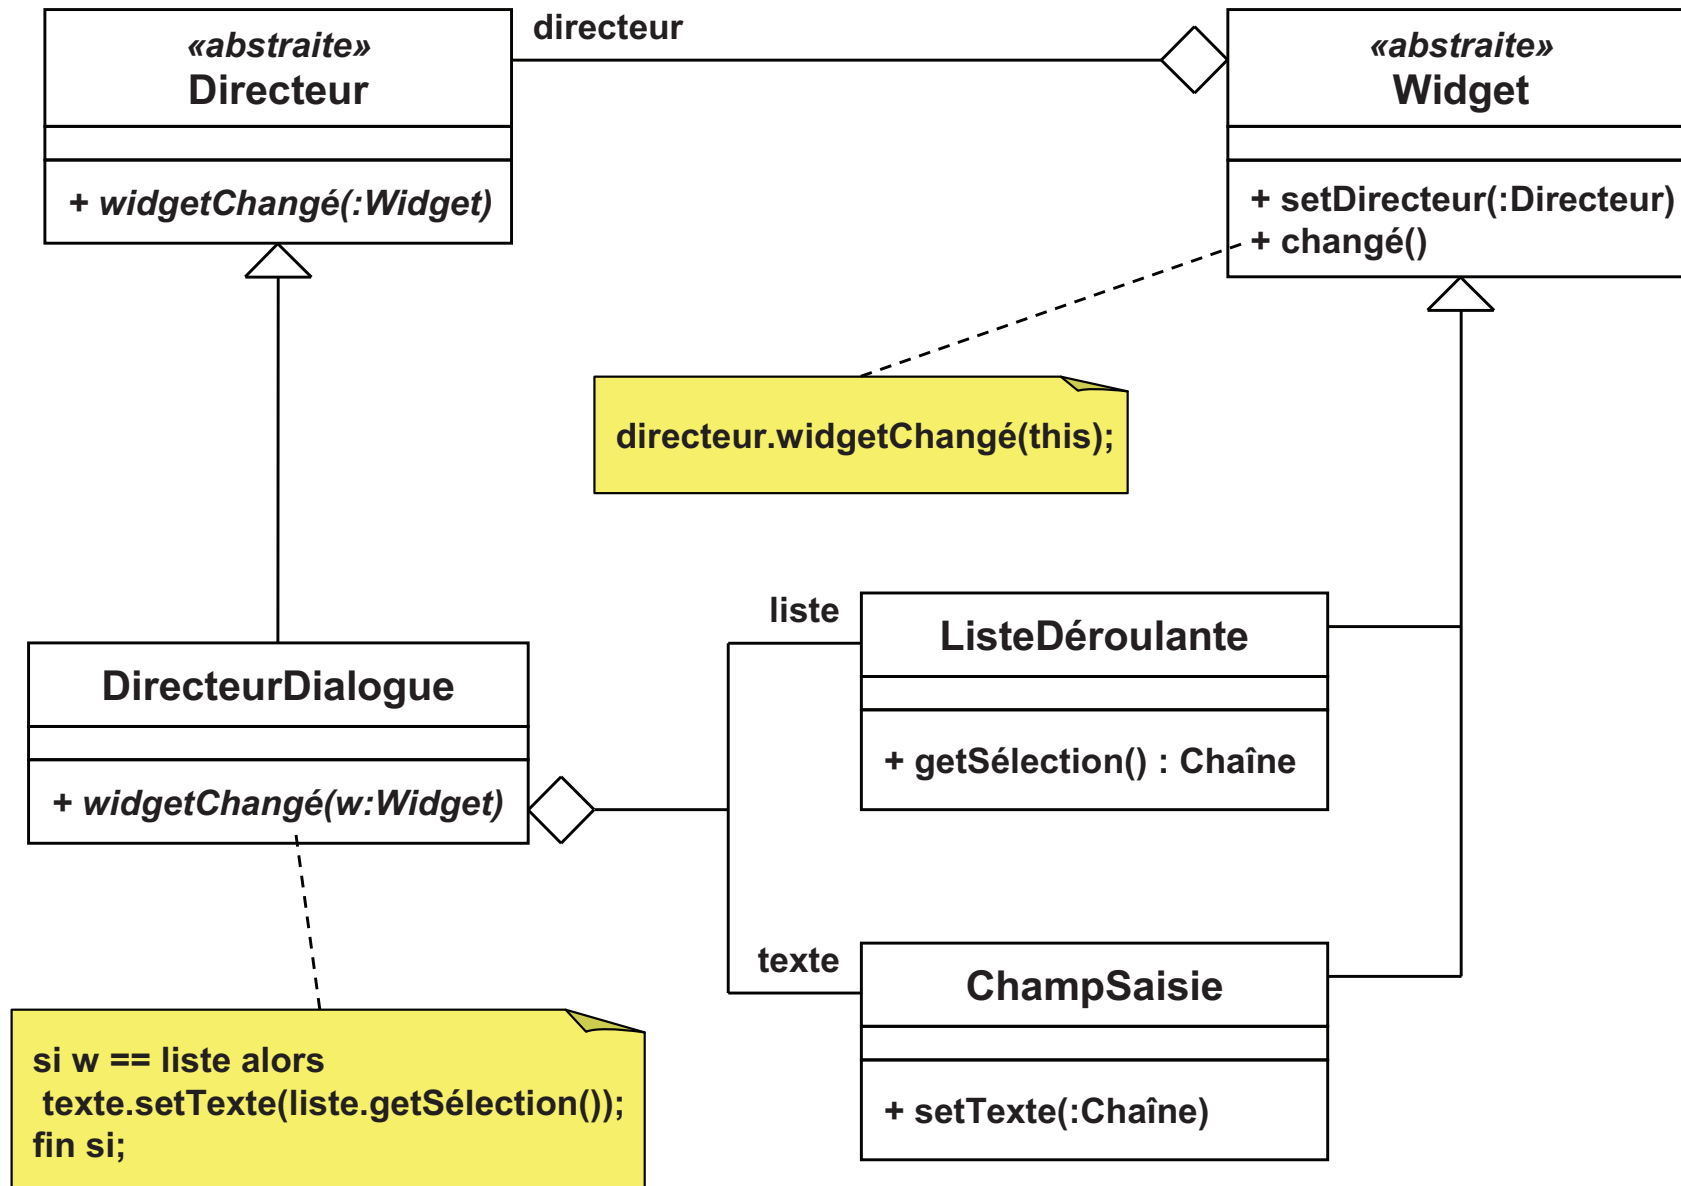 «abstraite»
Directeur
+ widgetChangé(:Widget)
directeur
«abstraite»
Widget
+ setDirecteur(:Directeur)
+ changé()
directeur.widgetChangé(this);
DirecteurDialogue
+ widgetChangé(w:Widget)
liste
ListeDéroulante
+ getSélection() : Chaîne
texte
ChampSaisie
+ setTexte(:Chaîne)
si w == liste alors
texte.setTexte(liste.getSélection());
fin si;